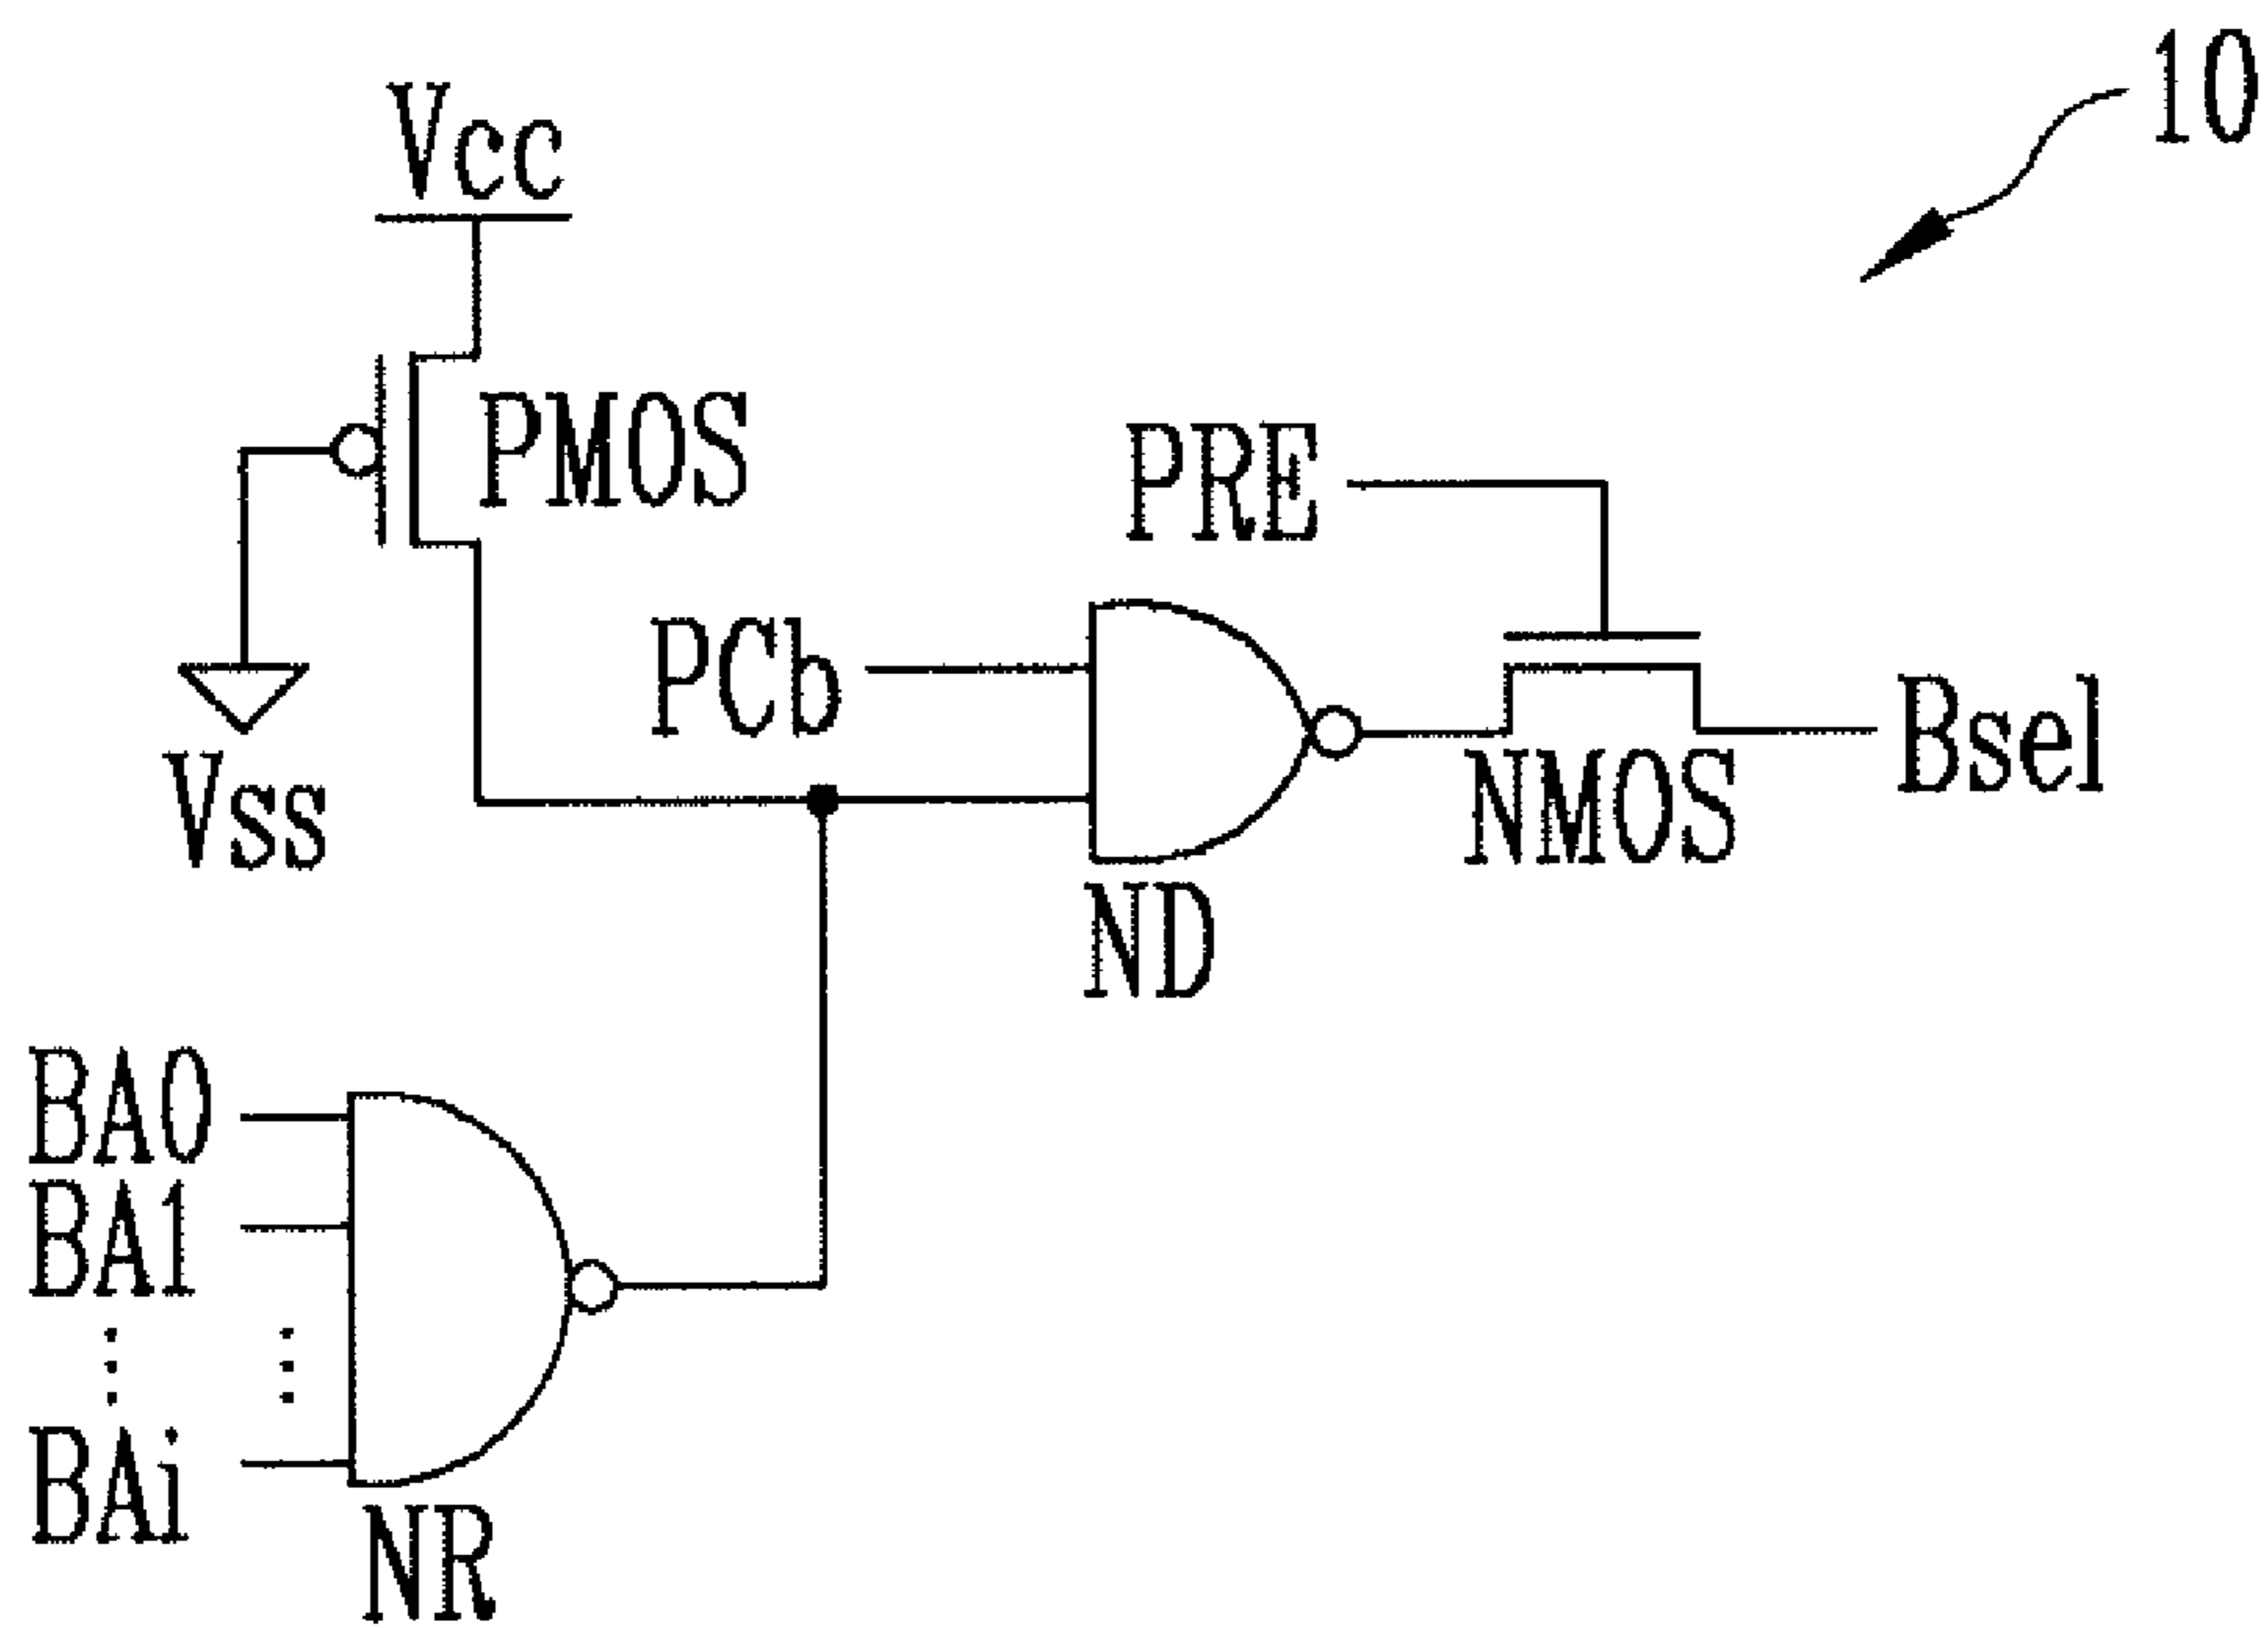 10
Vcc
PMOS
PRE
PCb
Bsel
Vss
NMOS
ND
BA0
BA1
BAi
NR